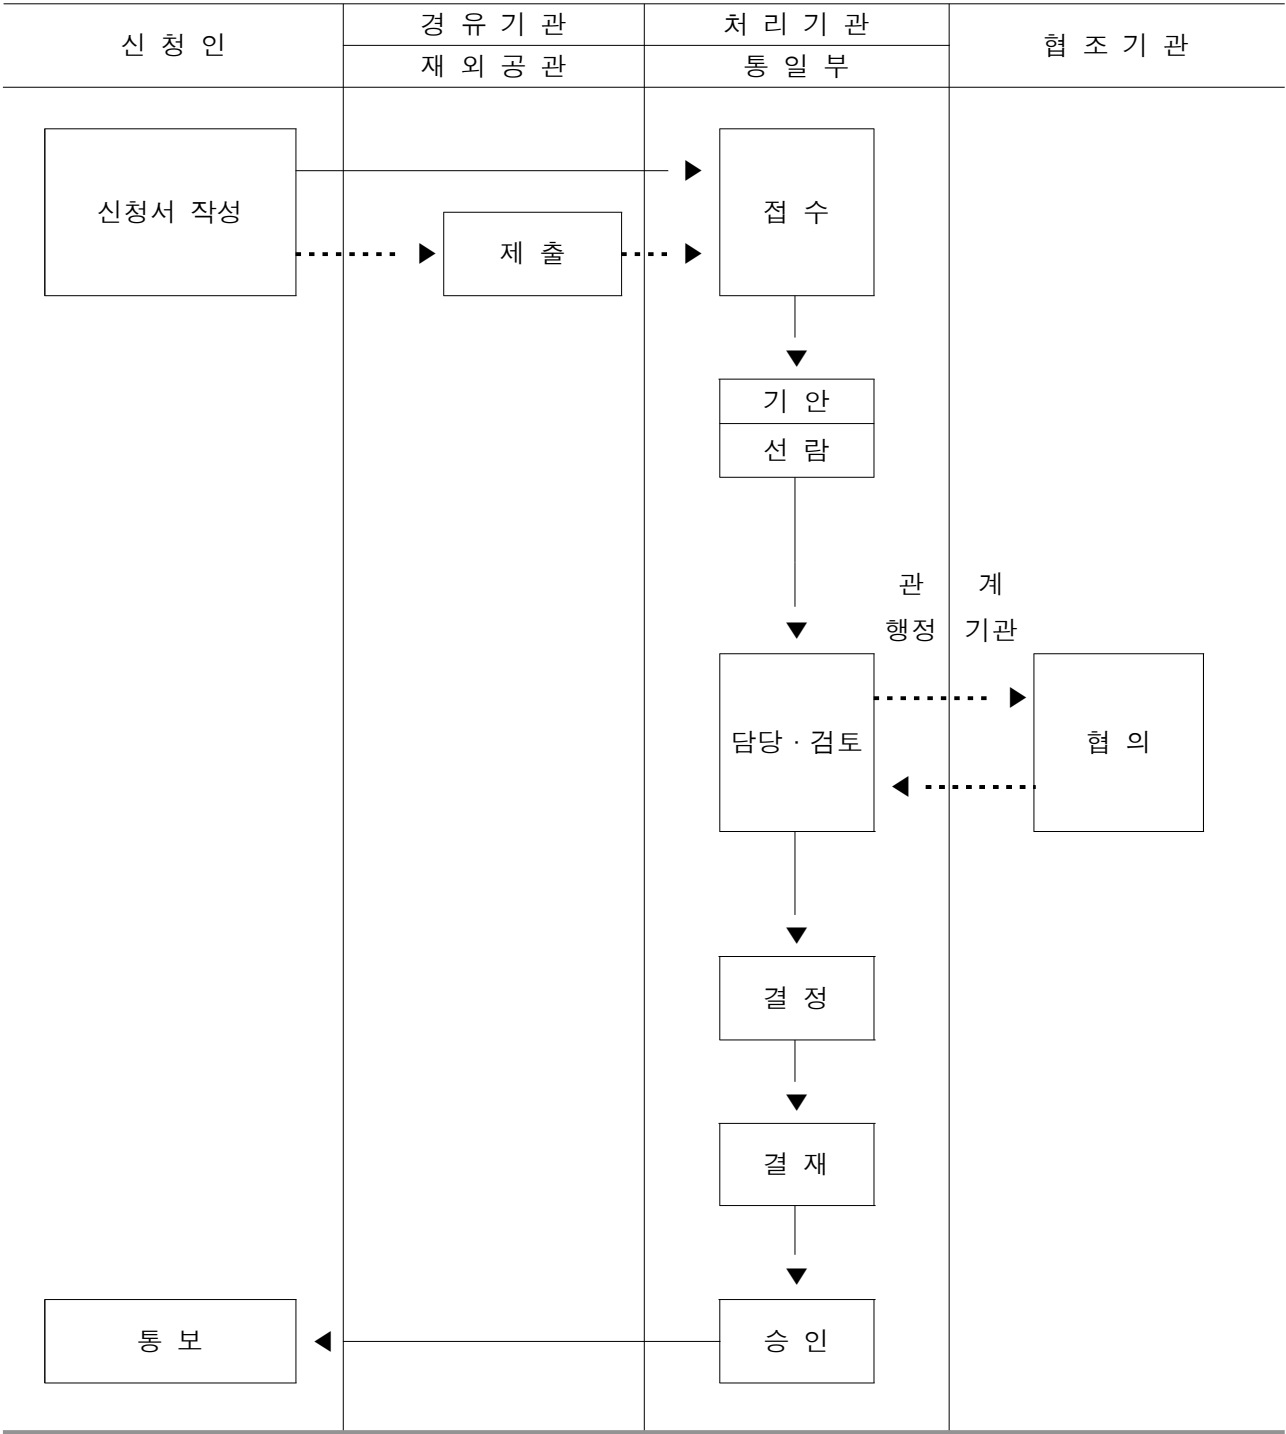 신 청 인
경 유 기 관
처 리 기 관
협 조 기 관
재 외 공 관
통 일 부
신청서 작성
접 수
제 출
기 안
선 람
관 계
행정 기관
담당 · 검토
협 의
결 정
결 재
통 보
승 인